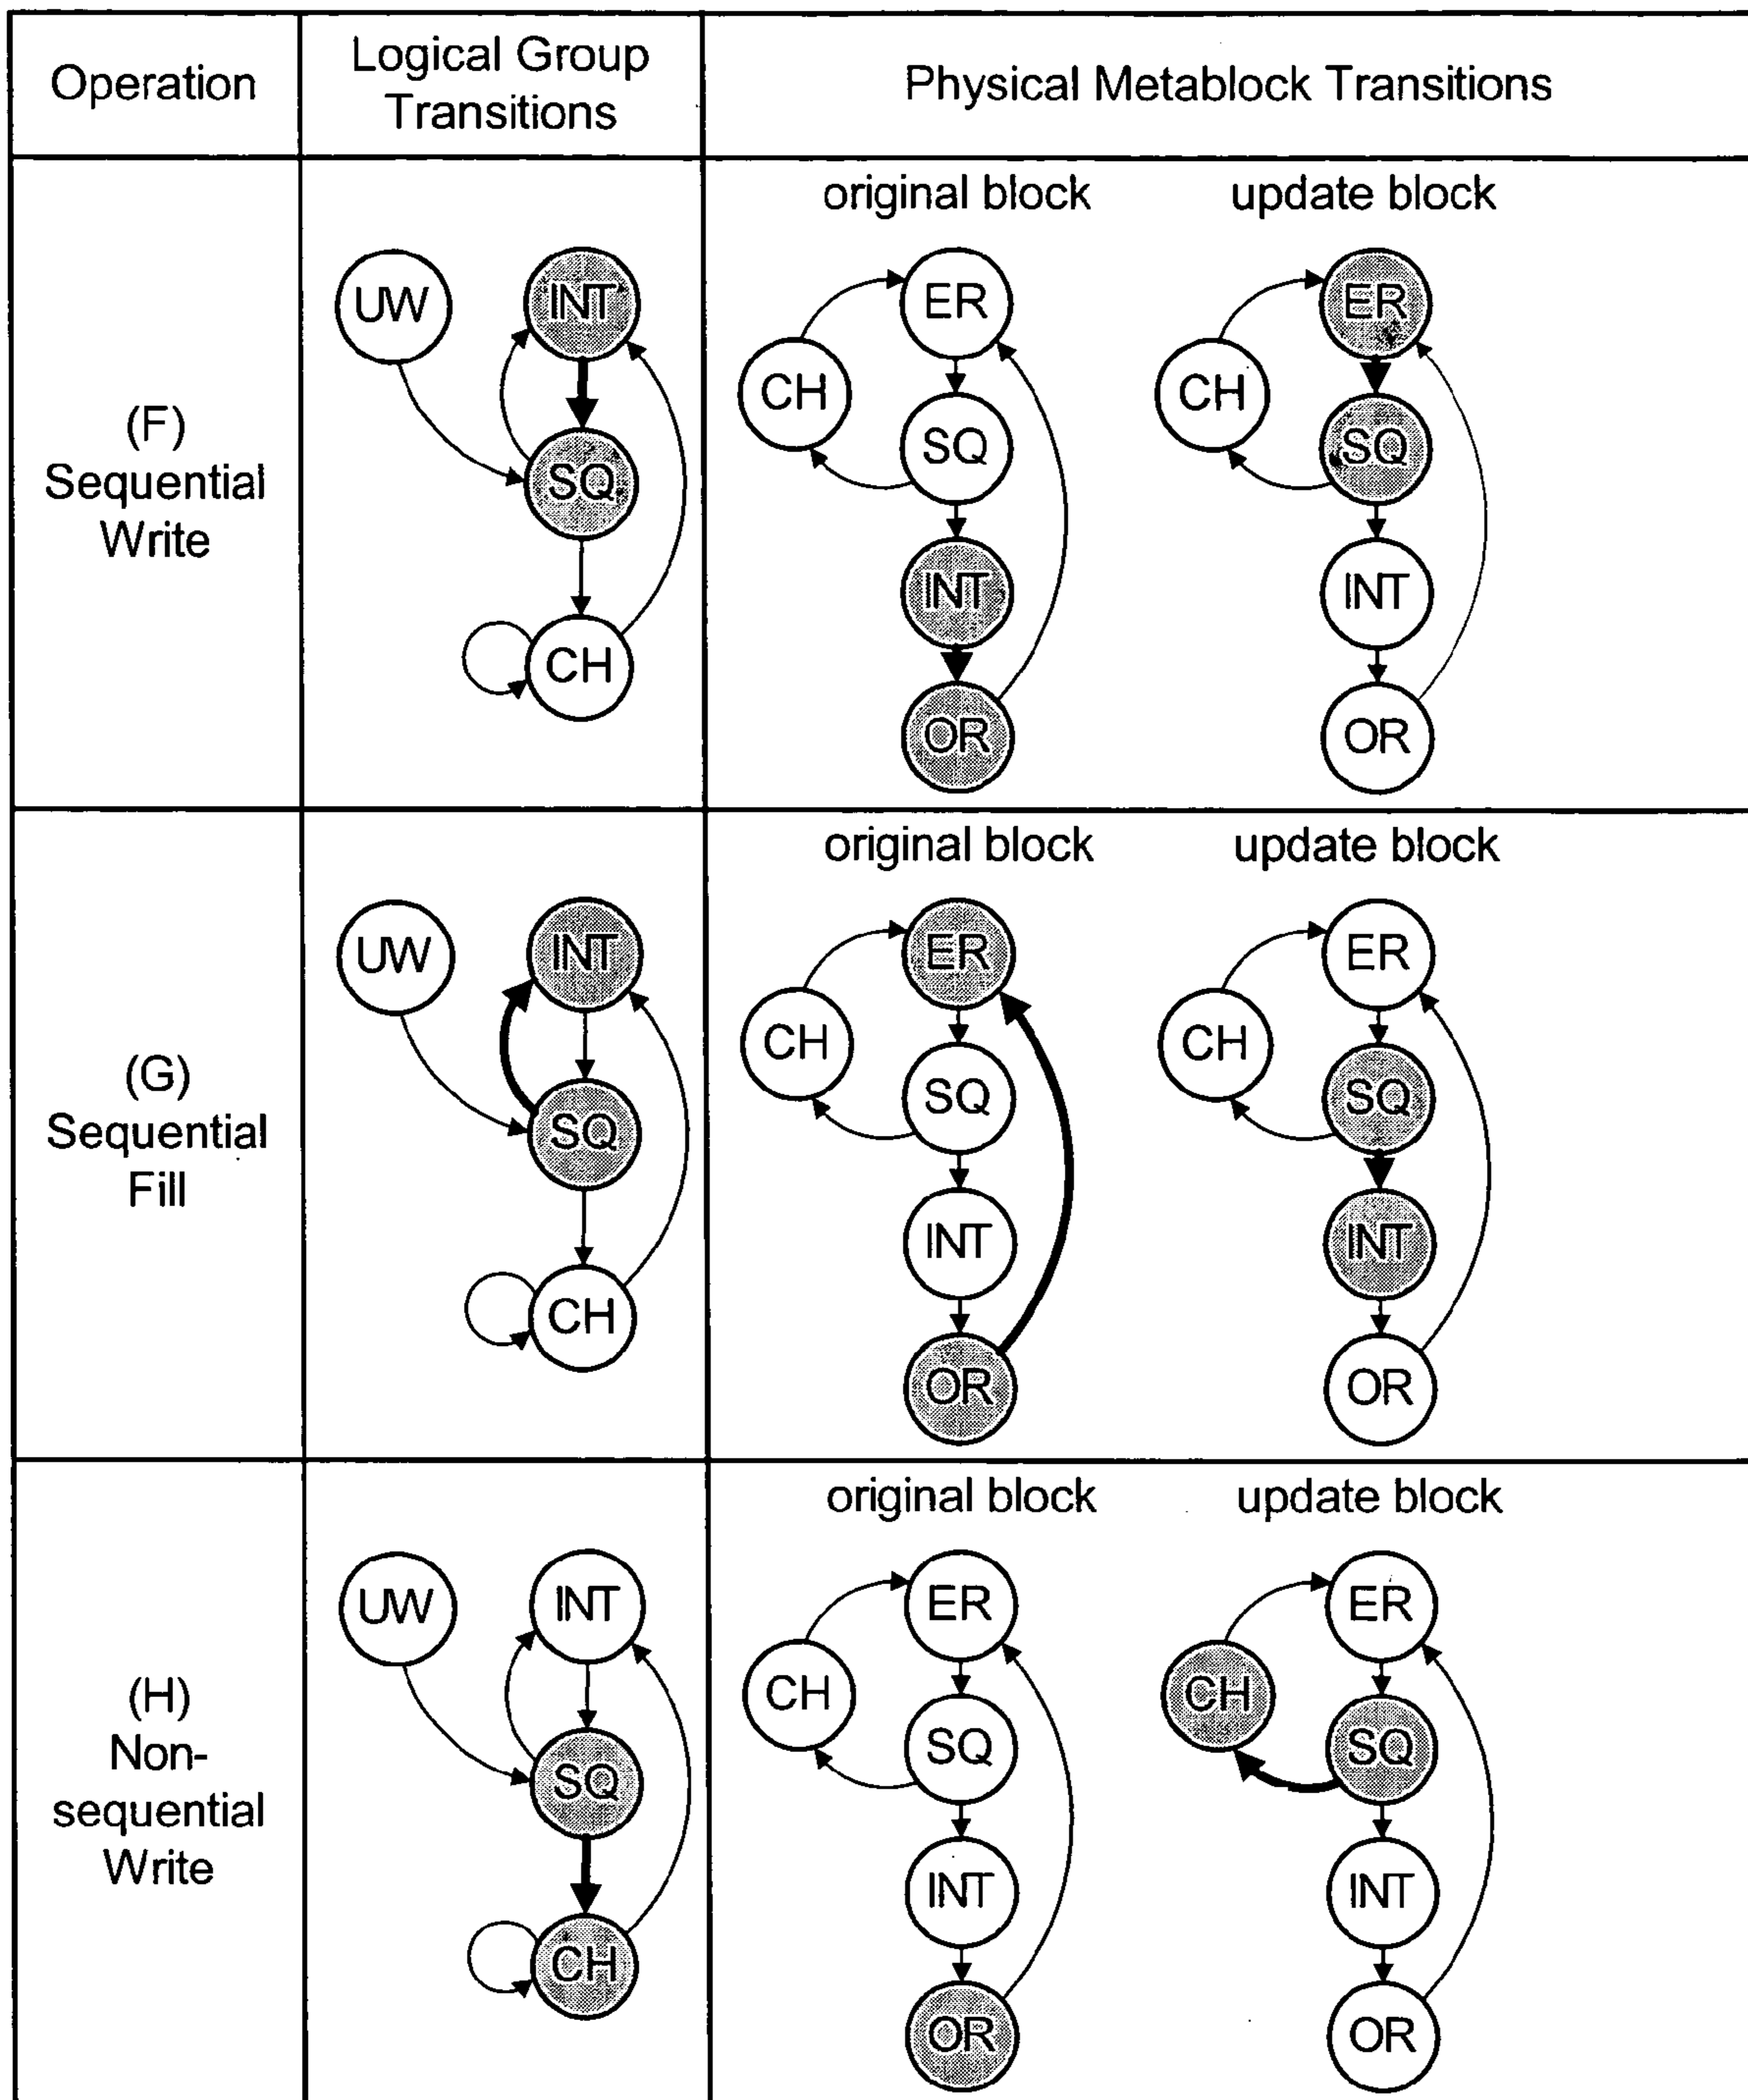 Operation
Logical Group
Transitions
Physical Metablock Transitions
(F)
Sequential
Write
UW
INT
SQ
CH
original block
ER
CH
SQ
INT
OR
update block
ER
CH
SQ
INT
OR
(G)
Sequential
Fill
UW
INT
SQ
CH
original block
ER
CH
SQ
INT
OR
update block
ER
CH
SQ
INT
OR
(H)
Non-
sequential
Write
UW
INT
SQ
CH
original block
ER
CH
SQ
INT
OR
update block
ER
CH
SQ
INT
OR